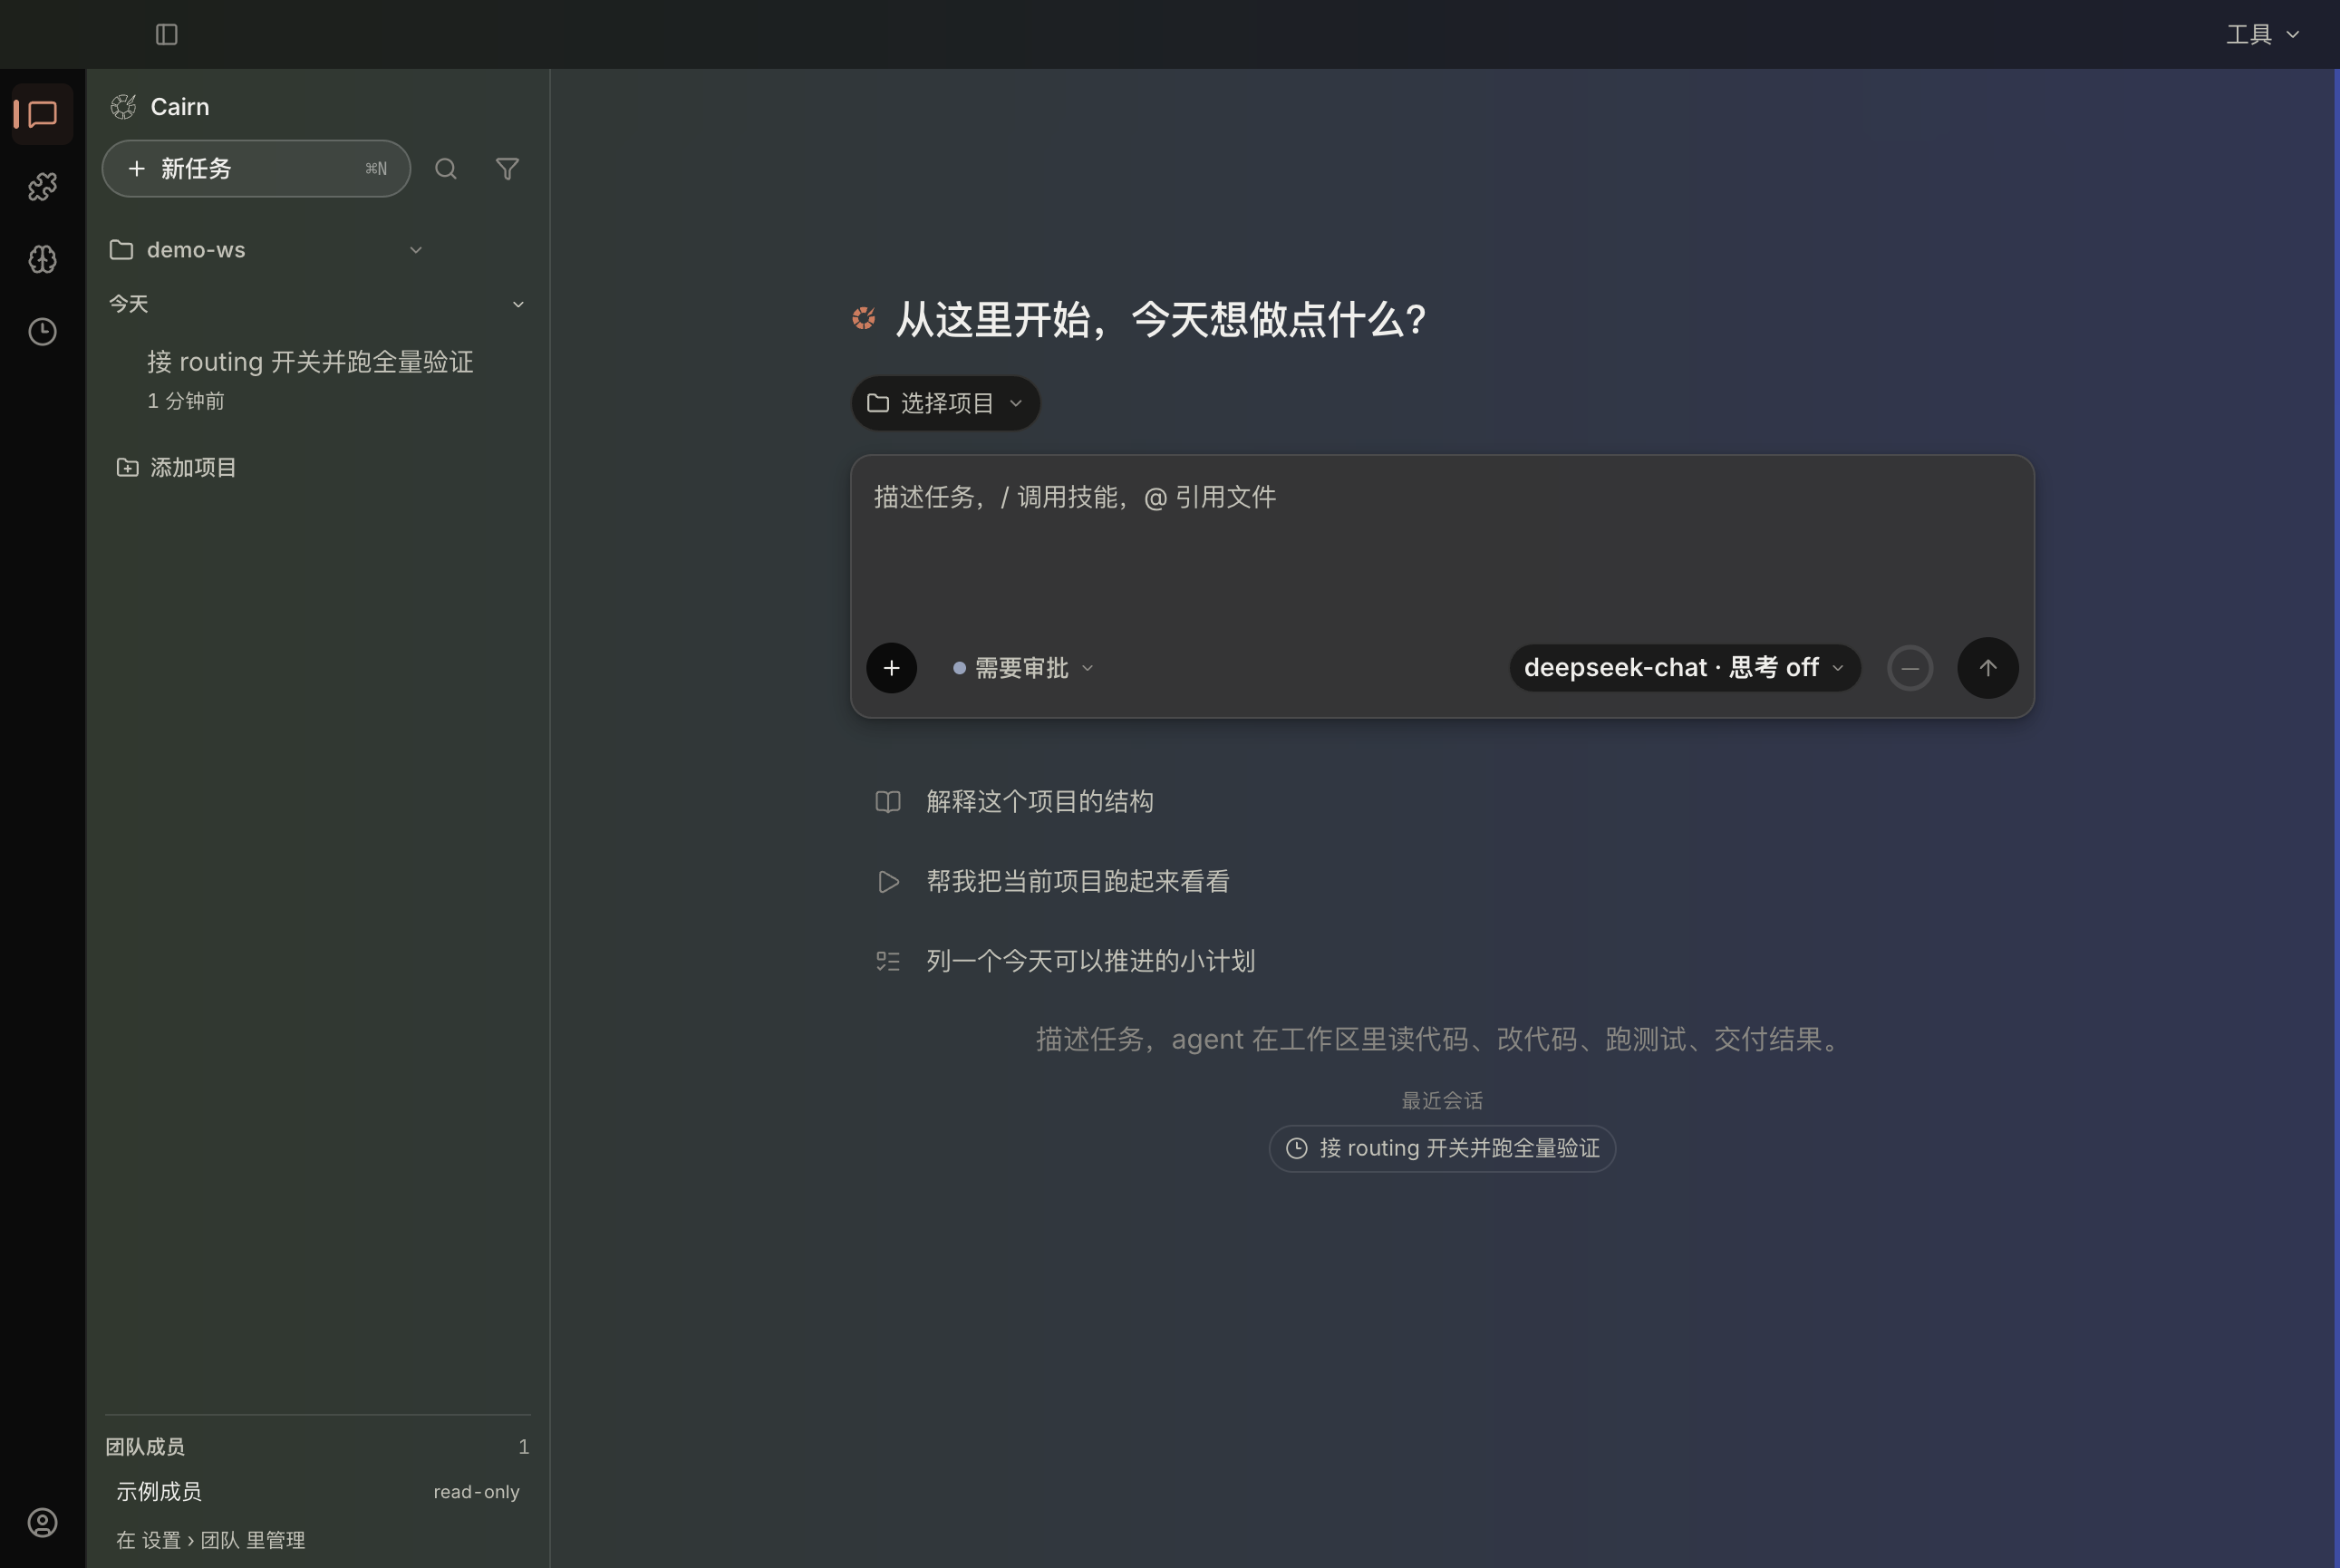 工具
Cairn
新任务 ⌘N
demo-ws
今天
接 routing 开关并跑全量验证
1 分钟前
添加项目
团队成员 1
示例成员 read-only
在 设置 › 团队 里管理
从这里开始，今天想做点什么?
选择项目
描述任务，/ 调用技能，@ 引用文件
需要审批
deepseek-chat · 思考 off
解释这个项目的结构
帮我把当前项目跑起来看看
列一个今天可以推进的小计划
描述任务，agent 在工作区里读代码、改代码、跑测试、交付结果。
最近会话
接 routing 开关并跑全量验证